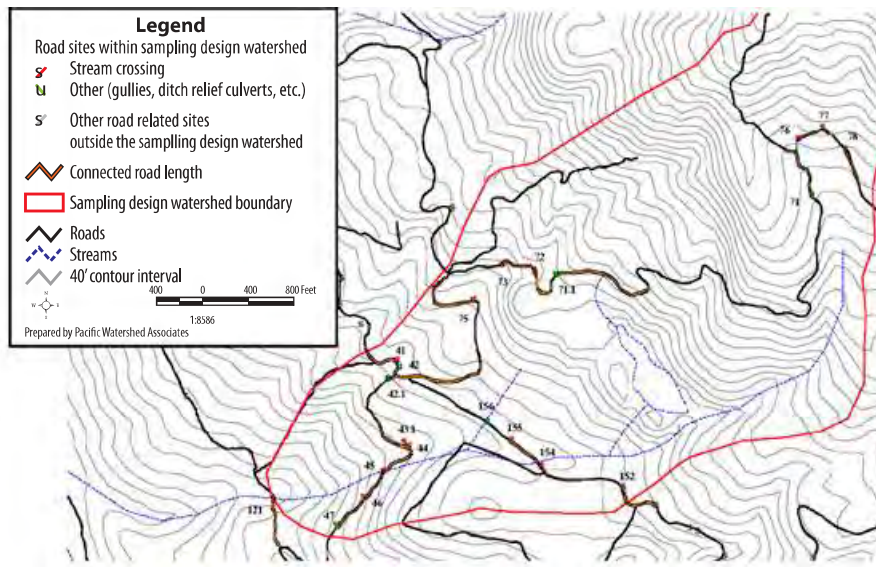 Legend
Road sites within sampling design watershed
Stream crossing
Other (gullies, ditch relief culverts, etc.)
Other road related sites
outside the samplling design watershed
Connected road length
Sampling design watershed boundary
Roads
Streams
40' contour interval
400 0 400 800 Feet
1:8586
N
W E
S
Prepared by Pacific Watershed Associates
77
76
78
71
72
73
71.1
75
41
42
42.1
156
155
43.1
44
154
45
152
46
121
47